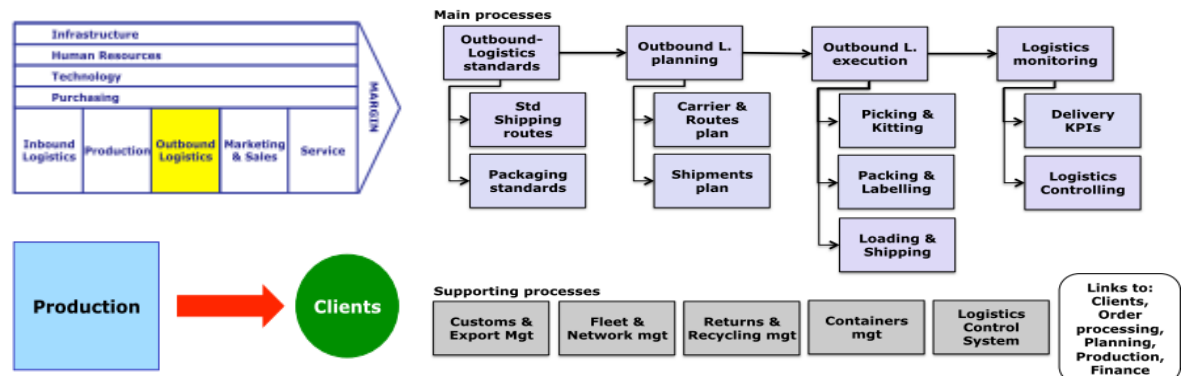 Infrastructure
Human Resources
Technology
Purchasing
MARGIN
Inbound
Logistics
Production
Outbound
Logistics
Marketing
& Sales
Service
Production
Clients
Main processes
Outbound-
Logistics
standards
Std
Shipping
routes
Packaging
standards
Outbound L.
planning
Carrier &
Routes plan
Shipments
plan
Outbound L.
execution
Picking &
Kitting
Packing &
Labelling
Loading &
Shipping
Logistics
monitoring
Delivery
KPIs
Logistics
Controlling
Supporting processes
Customs &
Export Mgt
Fleet &
Network mgt
Returns &
Recycling mgt
Containers
mgt
Logistics
Control
System
Links to:
Clients,
Order
processing,
Planning,
Production,
Finance